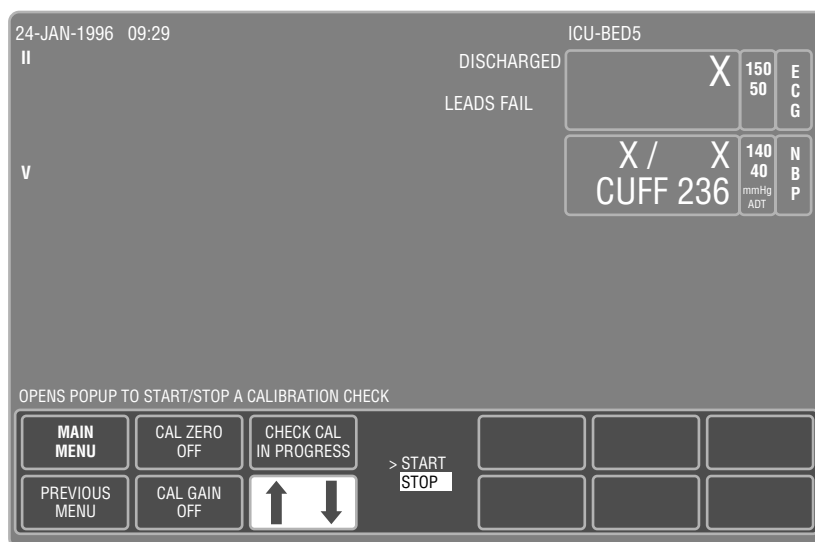 24-JAN-1996 09:29
ICU-BED5
II
DISCHARGED
LEADS FAIL
X
150
50
E
C
G
V
X / X
CUFF 236
140
40
mmHg
ADT
N
B
P
OPENS POPUP TO START/STOP A CALIBRATION CHECK
MAIN
MENU
CAL ZERO
OFF
CHECK CAL
IN PROGRESS
> START
STOP
PREVIOUS
MENU
CAL GAIN
OFF